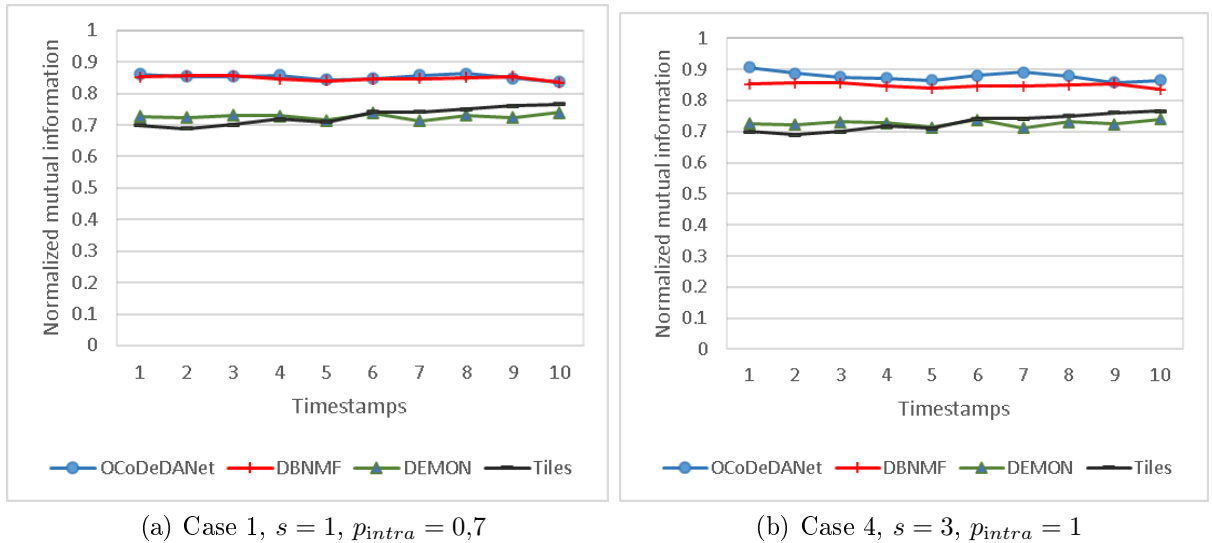 Normalized mutual information
1
0.9
0.8
0.7
0.6
0.5
0.4
0.3
0.2
0.1
0
1 2 3 4 5 6 7 8 9 10
Timestamps
OCoDeDANet DBNMF DEMON Tiles
(a) Case 1, s = 1, pintra = 0,7
Normalized mutual information
1
0.9
0.8
0.7
0.6
0.5
0.4
0.3
0.2
0.1
0
1 2 3 4 5 6 7 8 9 10
Timestamps
OCoDeDANet DBNMF DEMON Tiles
(b) Case 4, s = 3, pintra = 1